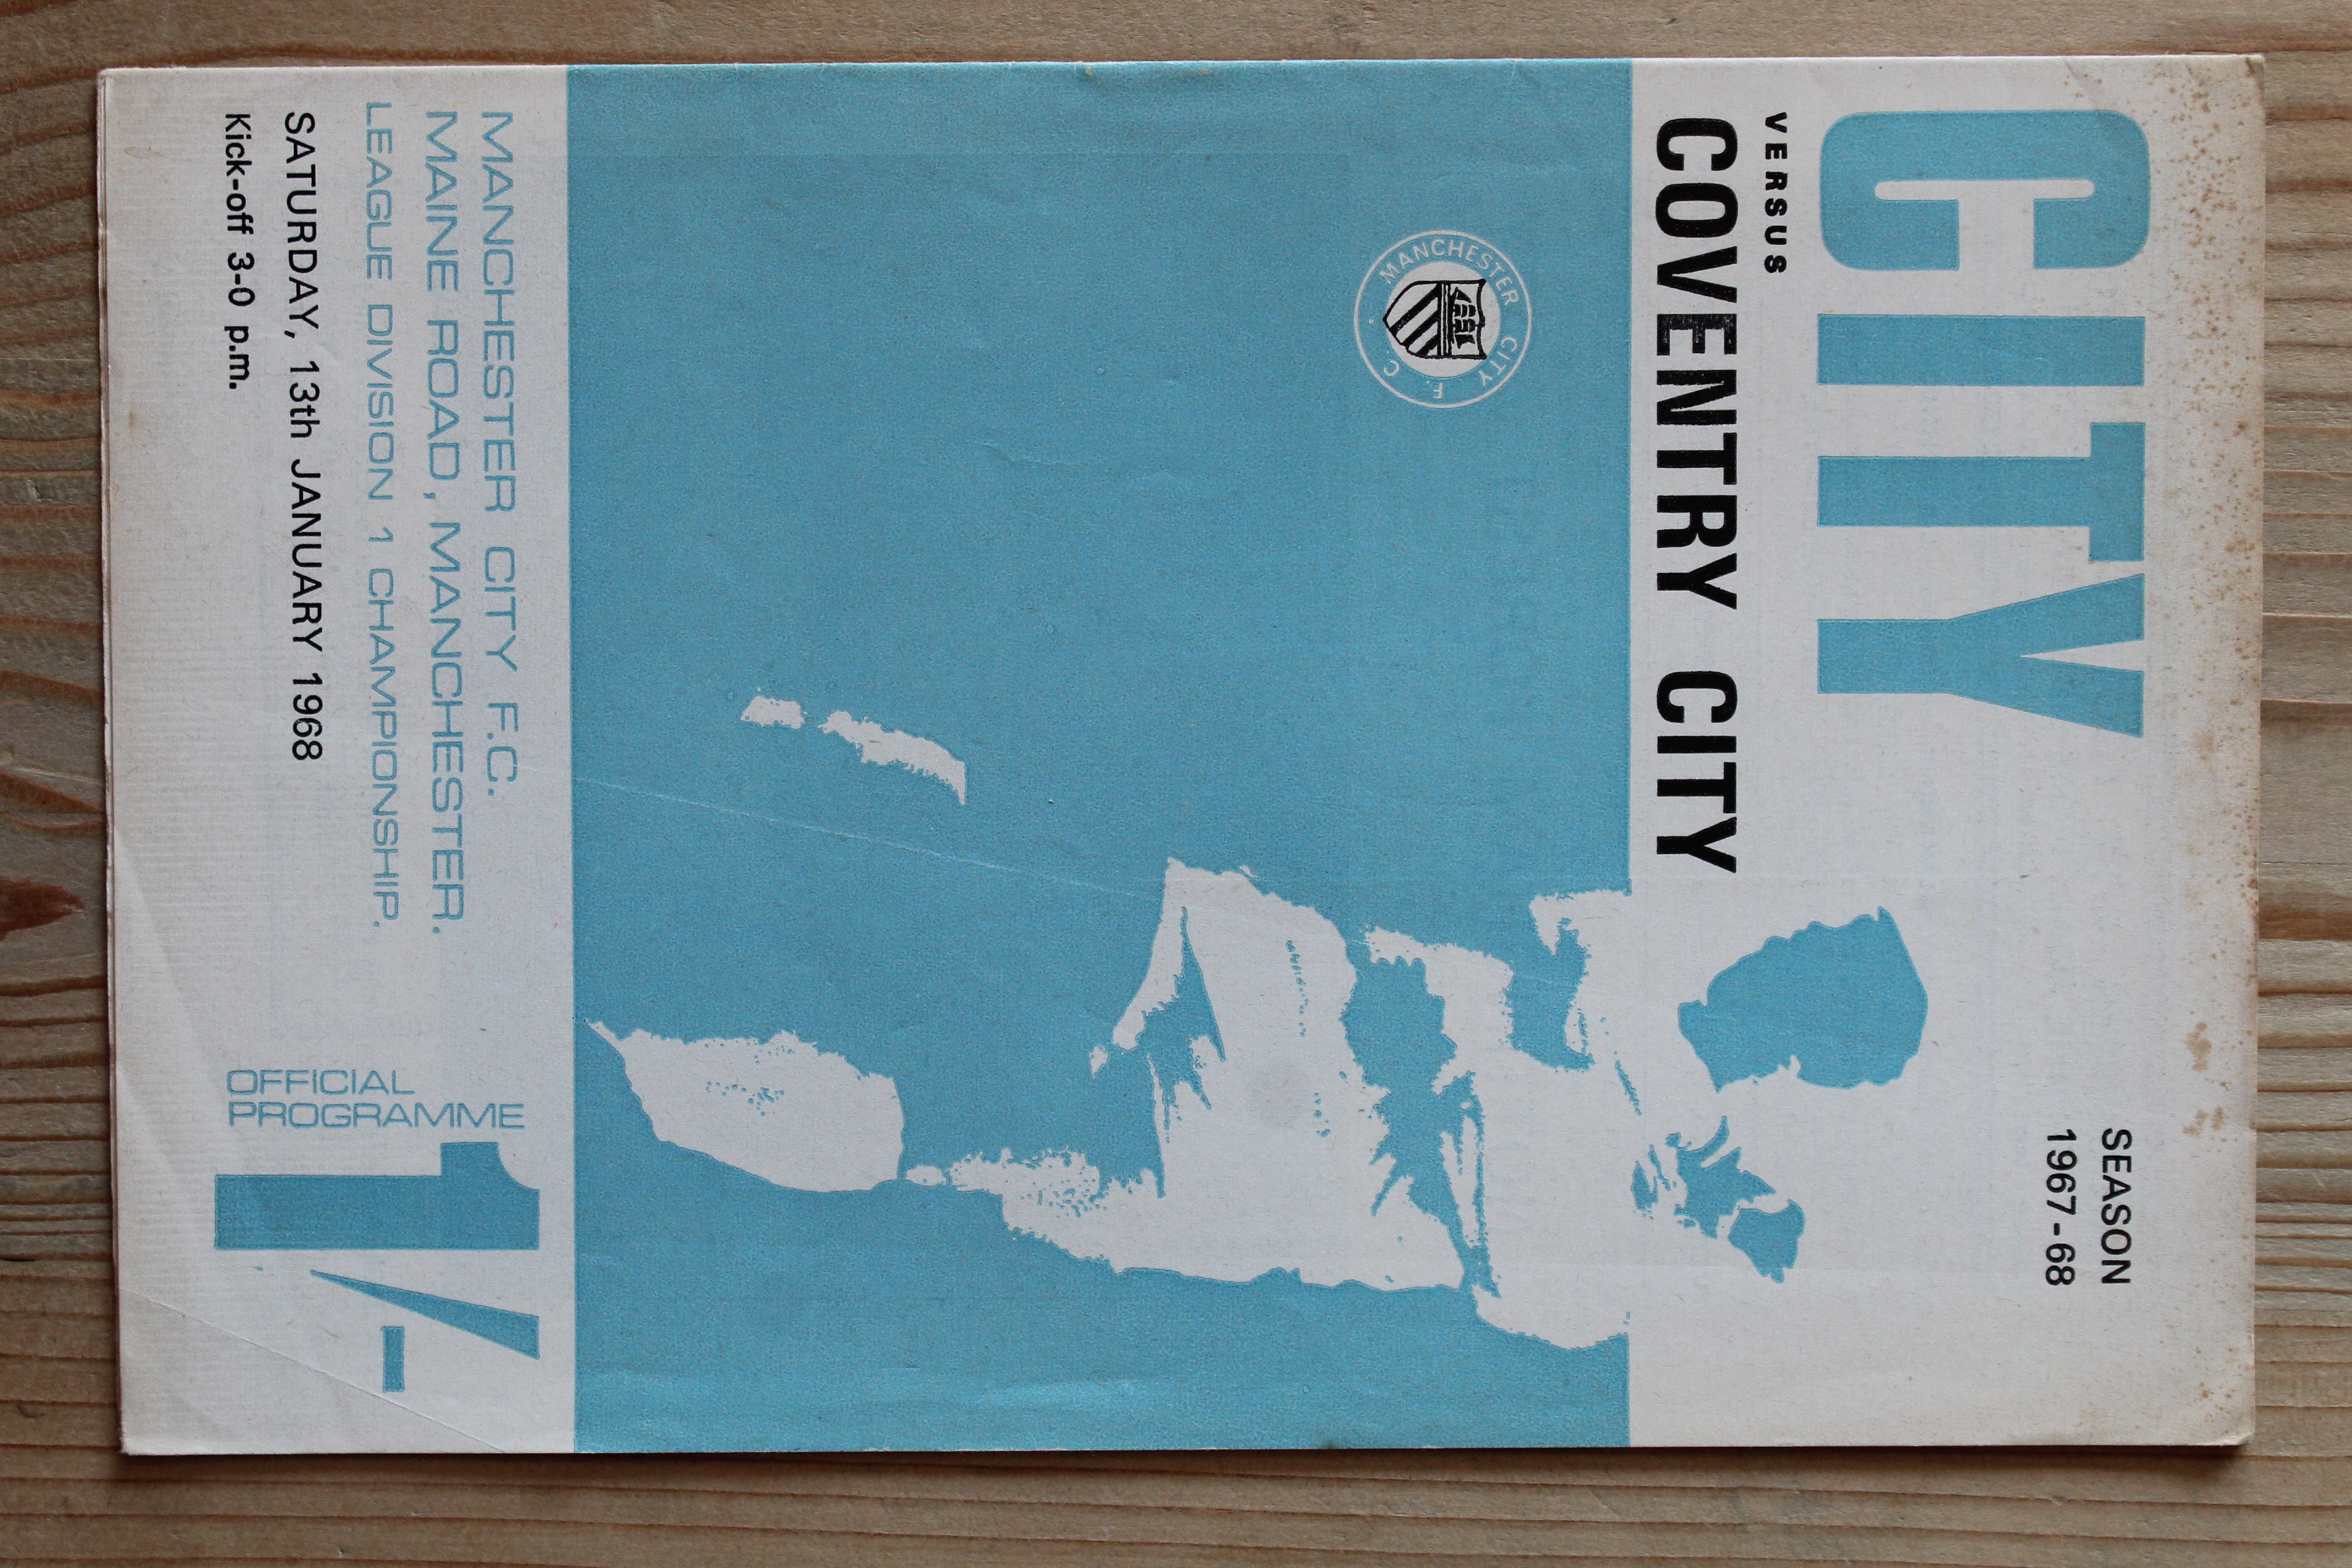 CITY
SEASON
1967-68
VERSUS
COVENTRY CITY
MANCHESTER CITY F. C.
MANCHESTER CITY F.C.
MAINE ROAD, MANCHESTER.
LEAGUE DIVISION 1 CHAMPIONSHIP.
SATURDAY, 13th JANUARY 1968
Kick-off 3-0 p.m.
OFFICIAL
PROGRAMME
1/-